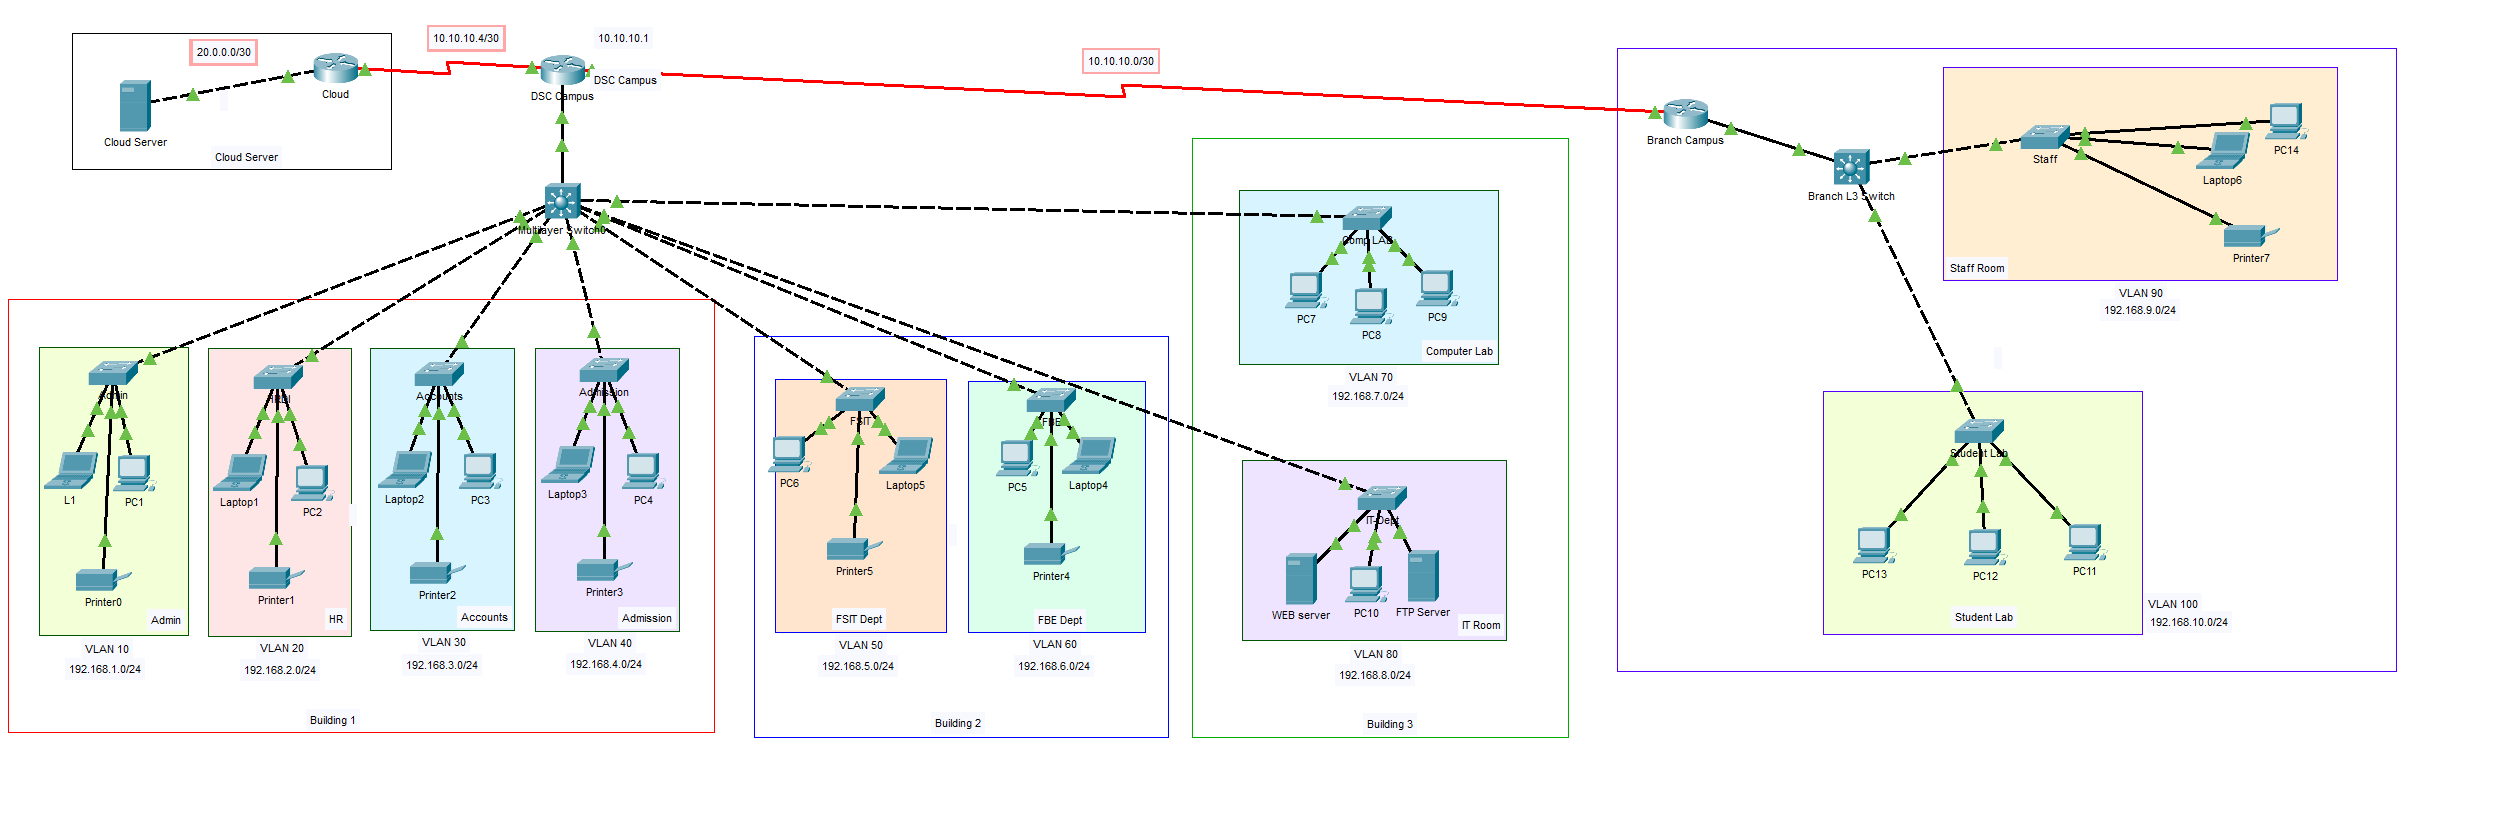 20.0.0.0/30
10.10.10.4/30
10.10.10.1
10.10.10.0/30
Cloud
DSC Campus
DSC Campus
Cloud Server
Cloud Server
Branch Campus
Staff
PC14
Laptop6
Branch L3 Switch
Printer7
Staff Room
VLAN 90
192.168.9.0/24
Multilayer Switch0
Comp LAB
PC7
PC8
PC9
Computer Lab
VLAN 70
192.168.7.0/24
Admin
L1
PC1
Printer0
Admin
VLAN 10
192.168.1.0/24
Laptop1
PC2
Printer1
HR
VLAN 20
192.168.2.0/24
Accounts
Laptop2
PC3
Printer2
Accounts
VLAN 30
192.168.3.0/24
Admission
Laptop3
PC4
Printer3
Admission
VLAN 40
192.168.4.0/24
Building 1
FSIT
PC6
Laptop5
Printer5
FSIT Dept
VLAN 50
192.168.5.0/24
FBE
PC5
Laptop4
Printer4
FBE Dept
VLAN 60
192.168.6.0/24
Building 2
IT-Dept
WEB server
PC10
FTP Server
IT Room
VLAN 80
192.168.8.0/24
Building 3
Student Lab
PC13
PC12
PC11
Student Lab
VLAN 100
192.168.10.0/24